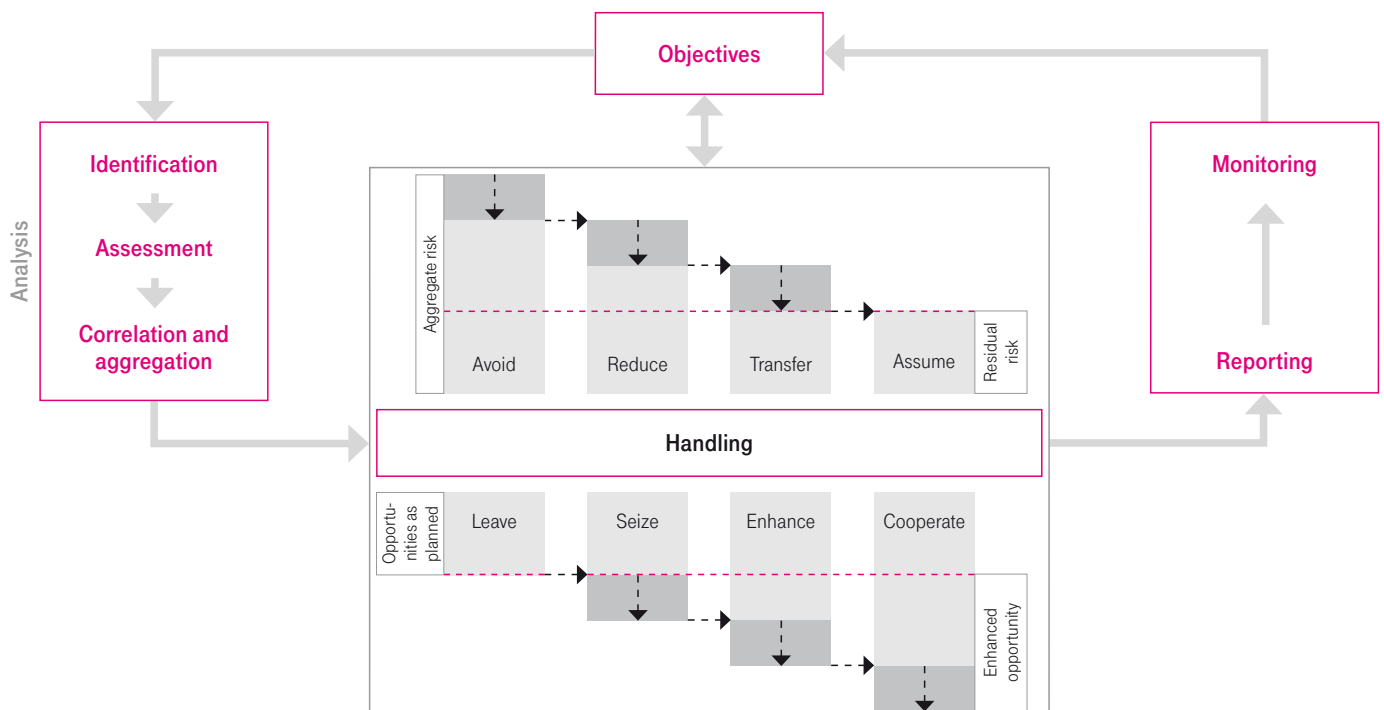 Objectives
Analysis
Identification
Assessment
Correlation and
aggregation
Monitoring
Reporting
Aggregate risk
Avoid
Reduce
Transfer
Assume
Residual
risk
Handling
Opportu-
nities as
planned
Leave
Seize
Enhance
Cooperate
Enhanced
opportunity